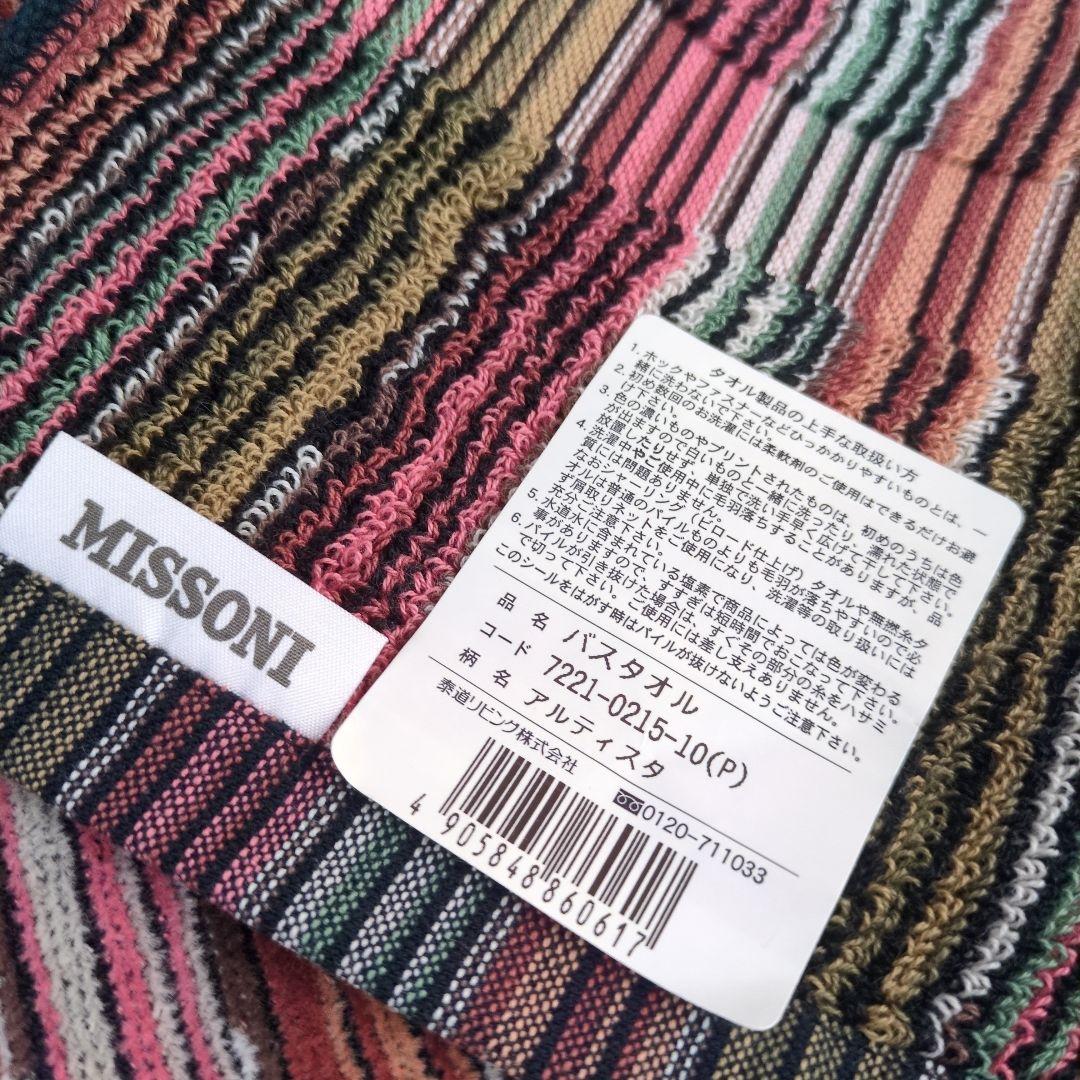 MISSONI
タオル製品の上手な取扱い方
1. ホックやファスナーなどひっかかりやすいものとは、一
緒に洗わないで下さい。
2. 初め数回のお洗濯には柔軟剤のご使用はできるだけお避
け下さい。
3. 色の濃いものやプリントされたものは、初めのうちは色
が出ますので白いものと一緒に洗ったり、濡れた状態で
放置したりせず、単独で洗い手早く広げて干して下さい。
4. 洗濯中やご使用中に毛羽落ちすることがありますが、品
質には問題ありません。
なおシャーリング（ビロード仕上げ）タオルや無撚糸タ
オルは普通のパイルものよりも毛羽が落ちやすいので必
ず屑取りネットをご使用になり、洗濯等の取り扱いには
充分ご注意下さい。
5. 水道水に含まれている塩素で商品によっては色が変わる
事がありますので、すすぎは短時間でおこなって下さい。
6. パイルが引き抜けた場合は、すぐその部分の糸をハサミ
で切って下さい。ご使用には差し支えありません。
このシールをはがす時はパイルが抜けないようご注意下さい。
品 名 バスタオル
コード 7221-0215-10(P)
柄 名 アルティスタ
泰道リビング株式会社
0120-711033
4 905848 860617